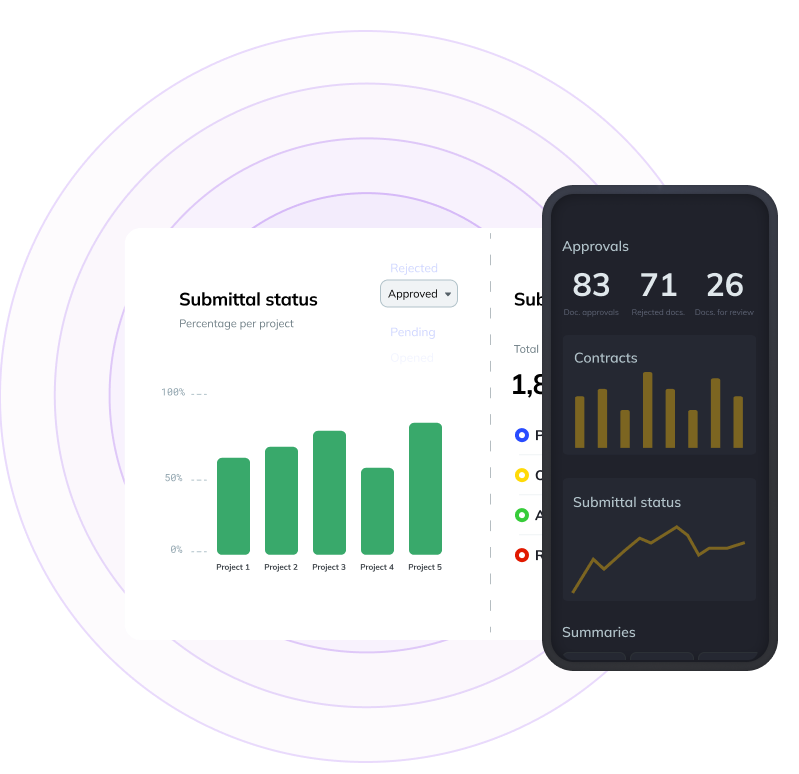 Rejected
Approved
Pending
Opened
Submittal status
Percentage per project
100%
50%
0%
Project 1
Project 2
Project 3
Project 4
Project 5
Sub
Total
1,8
P
C
A
R
Approvals
83
71
26
Doc. approvals
Rejected docs.
Docs. for review
Contracts
Submittal status
Summaries